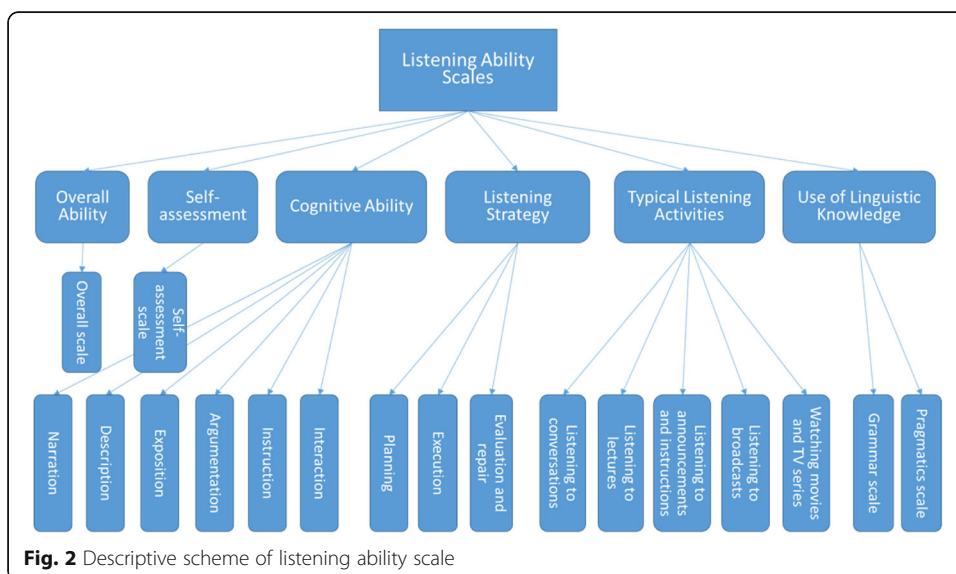 Listening Ability
Scales
Overall
Ability
Self-
assessment
Cognitive Ability
Listening
Strategy
Typical Listening
Activities
Use of Linguistic
Knowledge
Overall scale
Self-
assessment
scale
Narration
Description
Exposition
Argumentation
Instruction
Interaction
Planning
Execution
Evaluation and
repair
Listening to
conversations
Listening to
lectures
Listening to
announcements
and instructions
Listening to
broadcasts
Watching movies
and TV series
Grammar scale
Pragmatics scale
Fig. 2 Descriptive scheme of listening ability scale